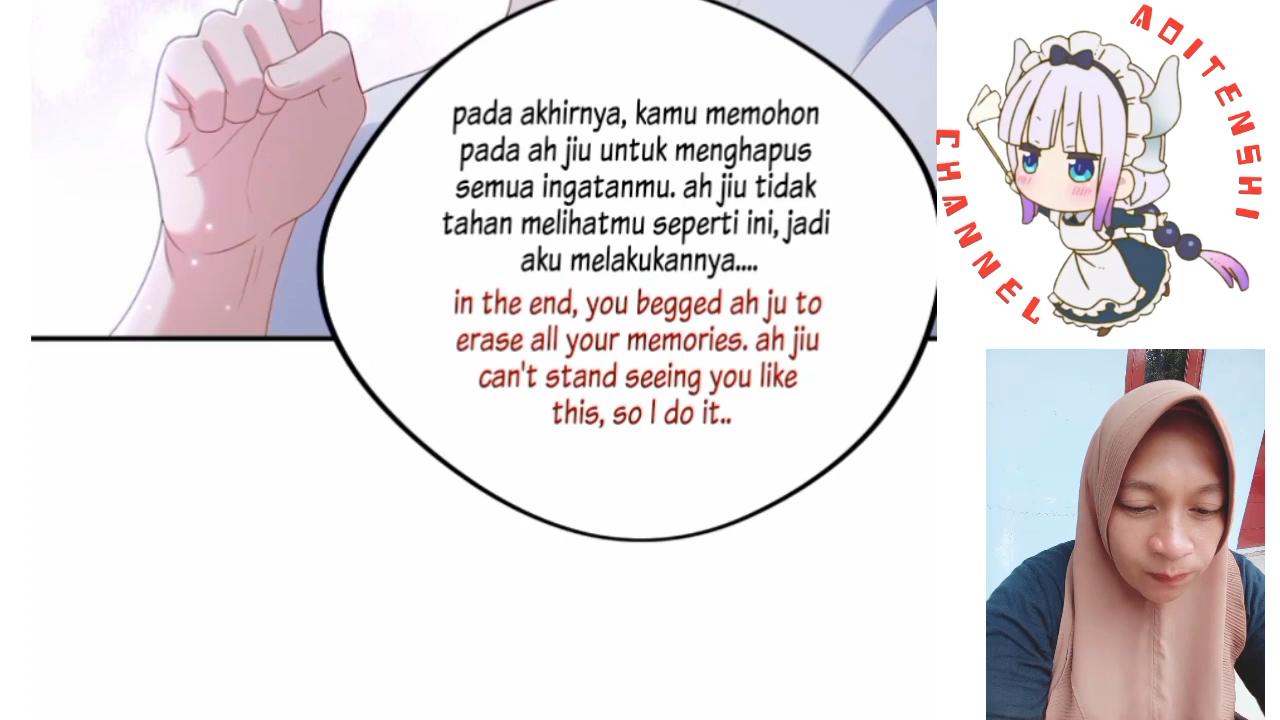 pada akhirnya, kamu memohon
pada ah jiu untuk menghapus
semua ingatanmu. ah jiu tidak
tahan melihatmu seperti ini, jadi
aku melakukannya....
in the end, you begged ah ju to
erase all your memories. ah jiu
can't stand seeing you like
this, so I do it..
AOITENSHI
CHANNEL